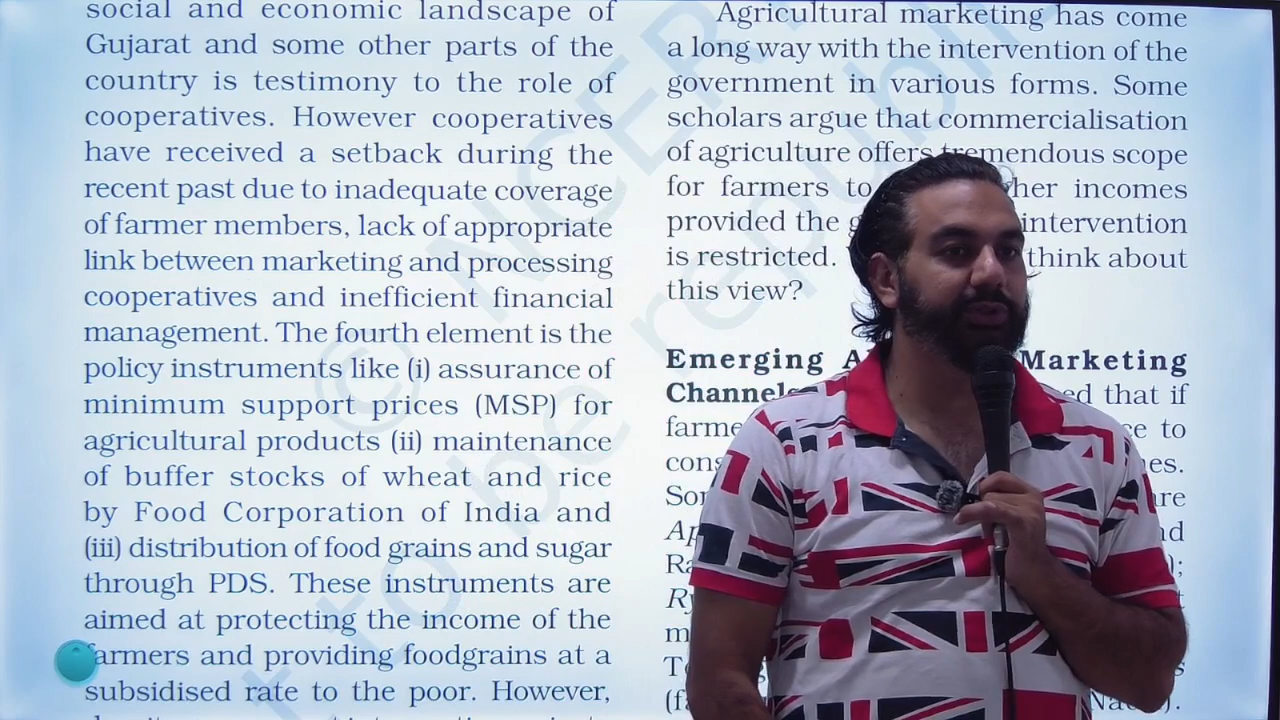 social and economic landscape of
Gujarat and some other parts of the
country is testimony to the role of
cooperatives. However cooperatives
have received a setback during the
recent past due to inadequate coverage
of farmer members, lack of appropriate
link between marketing and processing
cooperatives and inefficient financial
management. The fourth element is the
policy instruments like (i) assurance of
minimum support prices (MSP) for
agricultural products (ii) maintenance
of buffer stocks of wheat and rice
by Food Corporation of India and
(iii) distribution of food grains and sugar
through PDS. These instruments are
aimed at protecting the income of the
farmers and providing foodgrains at a
subsidised rate to the poor. However,
Agricultural marketing has come
a long way with the intervention of the
government in various forms. Some
scholars argue that commercialisation
of agriculture offers tremendous scope
for farmers to incomes
provided the intervention
is restricted. think about
this view?
Emerging Marketing
Channels that if
to
© NCERT
to be republi